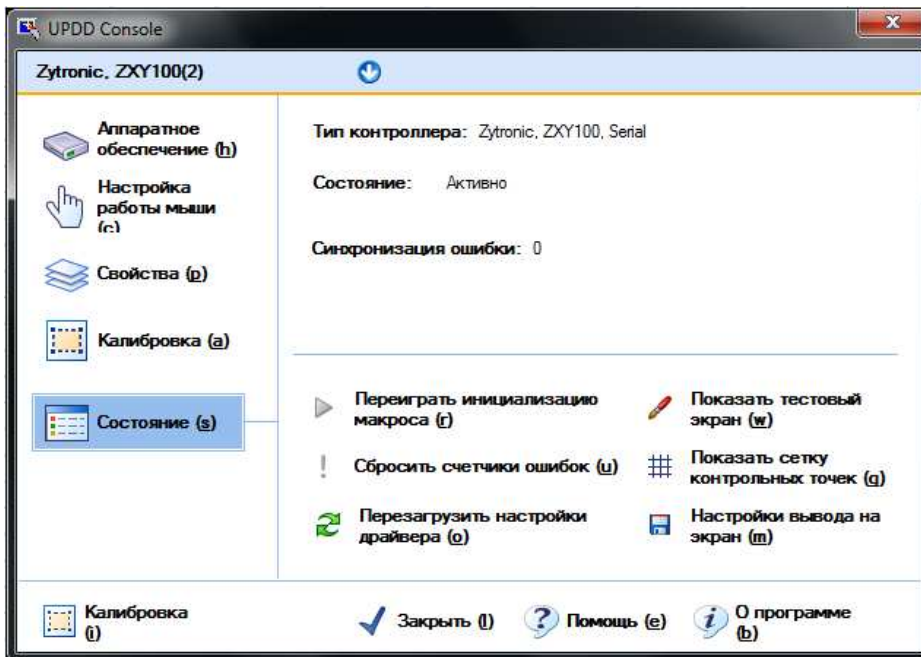 UPDD Console
Zytronic, ZXY100(2)
Аппаратное
обеспечение (h)
Настройка
работы мыши
(c)
Свойства (p)
Калибровка (a)
Состояние (s)
Тип контроллера: Zytronic, ZXY100, Serial
Состояние: Активно
Синхронизация ошибки: 0
Переиграть инициализацию
макроса (r)
Показать тестовый
экран (w)
Сбросить счетчики ошибок (u)
Показать сетку
контрольных точек (g)
Перезагрузить настройки
драйвера (o)
Настройки вывода на
экран (m)
Калибровка
(i)
Закрыть (l)
Помощь (e)
О программе
(b)